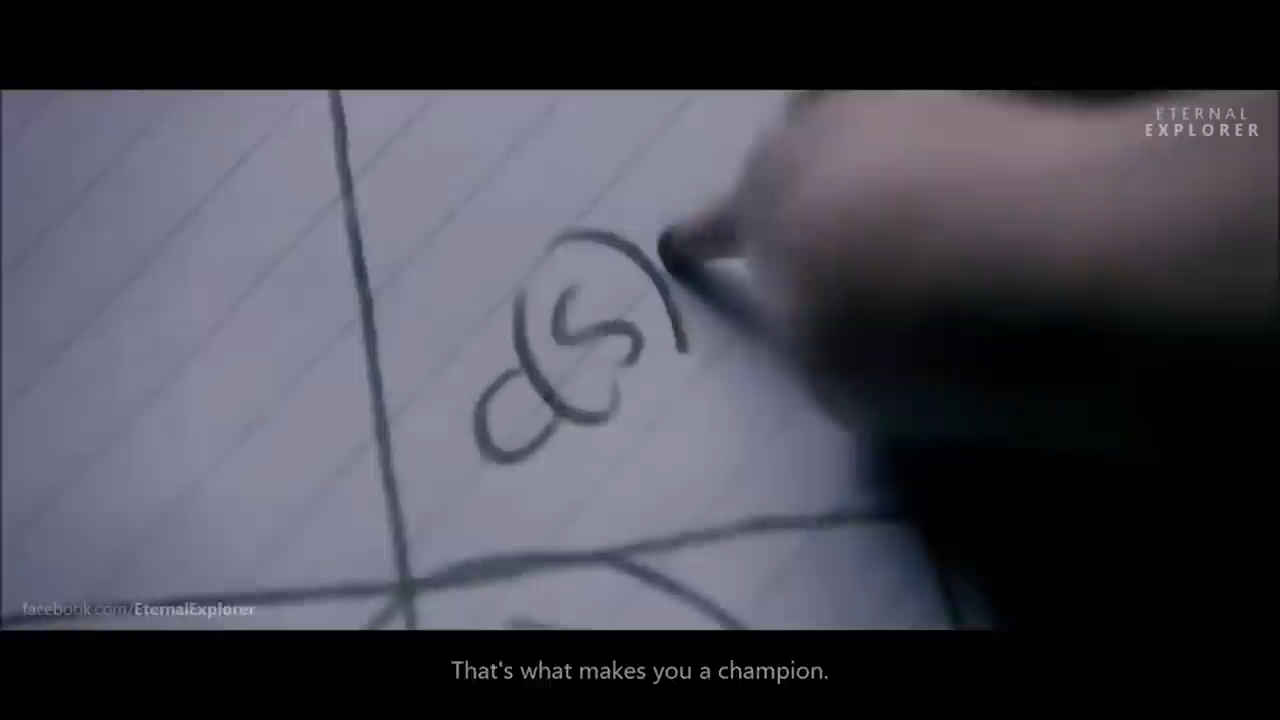 ETERNAL
EXPLORER
a(s)
facebook.com/EternalExplorer
That's what makes you a champion.